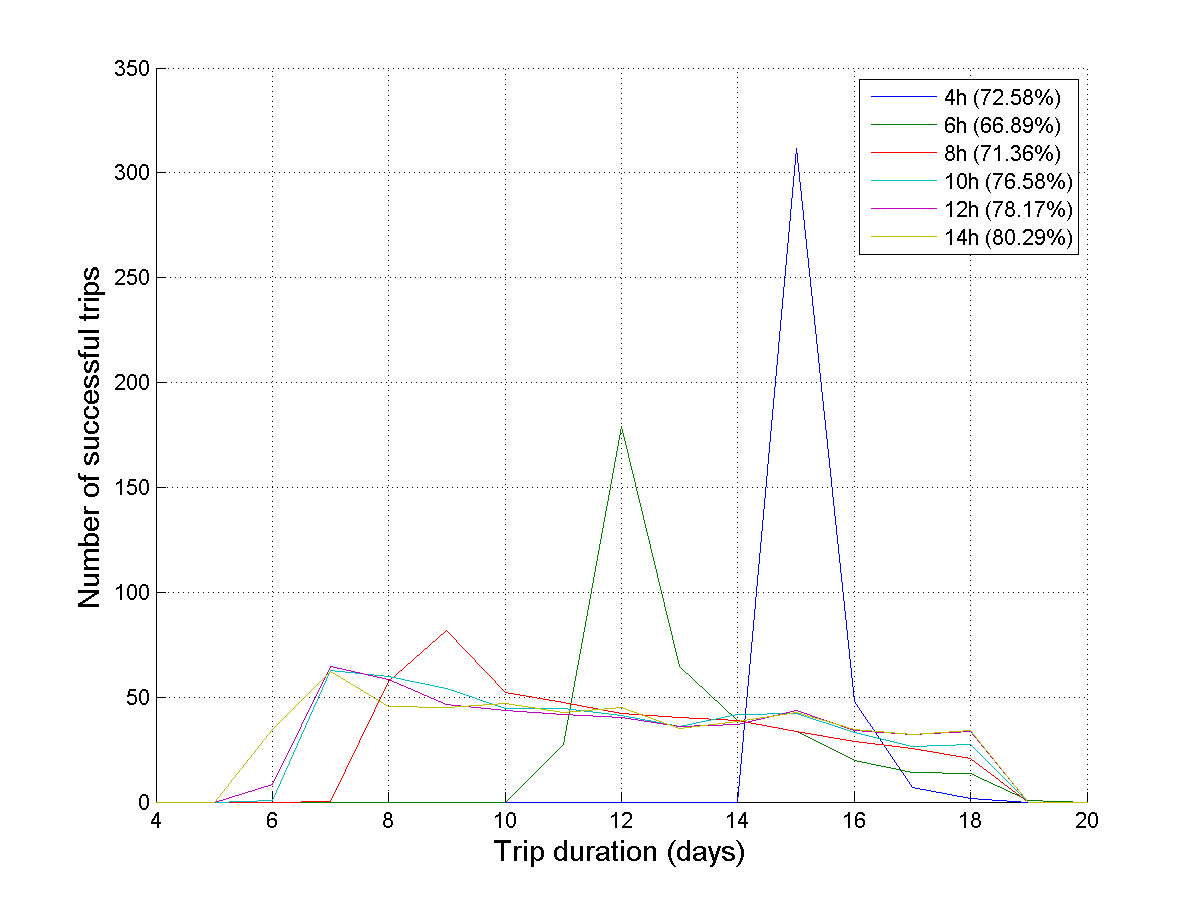 350
300
250
200
150
100
50
0
Number of successful trips
4h (72.58%)
6h (66.89%)
8h (71.36%)
10h (76.58%)
12h (78.17%)
14h (80.29%)
4 6 8 10 12 14 16 18 20
Trip duration (days)